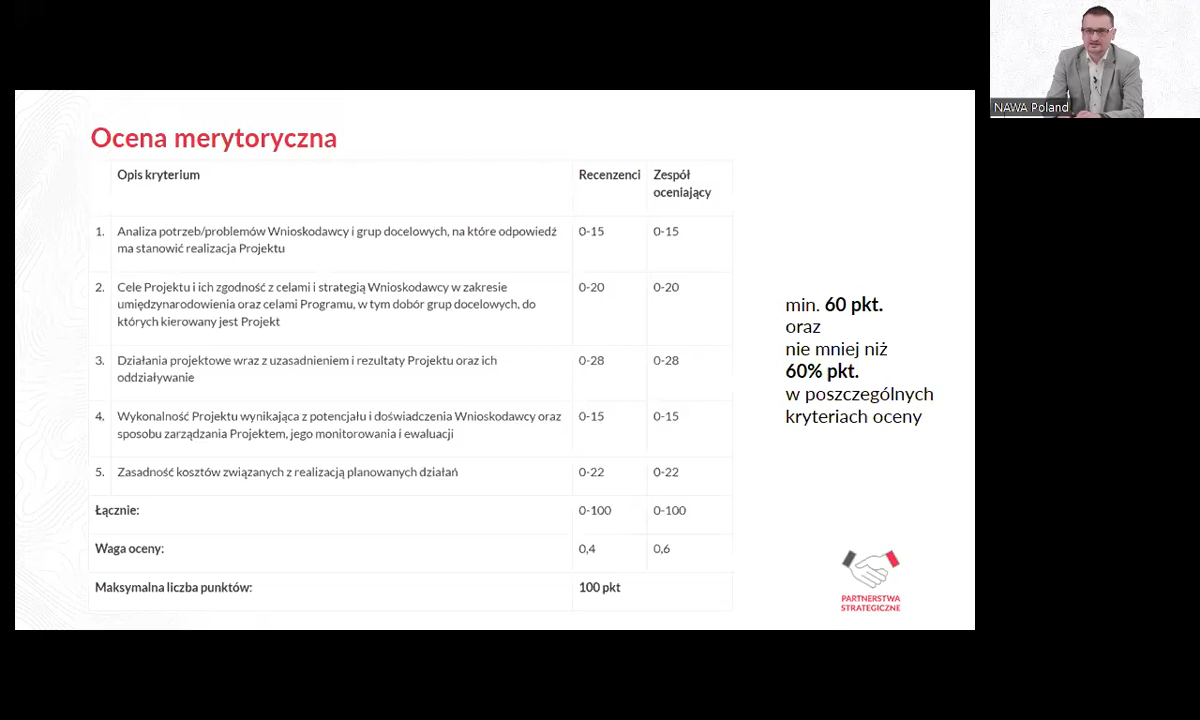 NAWA Poland
Ocena merytoryczna
Opis kryterium
Recenzenci
Zespół
oceniający
1.
Analiza potrzeb/problemów Wnioskodawcy i grup docelowych, na które odpowiedź
ma stanowić realizacja Projektu
0-15
0-15
2.
Cele Projektu i ich zgodność z celami i strategią Wnioskodawcy w zakresie
umiędzynarodowienia oraz celami Programu, w tym dobór grup docelowych, do
których kierowany jest Projekt
0-20
0-20
3.
Działania projektowe wraz z uzasadnieniem i rezultaty Projektu oraz ich
oddziaływanie
0-28
0-28
4.
Wykonalność Projektu wynikająca z potencjału i doświadczenia Wnioskodawcy oraz
sposobu zarządzania Projektem, jego monitorowania i ewaluacji
0-15
0-15
5.
Zasadność kosztów związanych z realizacją planowanych działań
0-22
0-22
Łącznie:
0-100
0-100
Waga oceny:
0,4
0,6
Maksymalna liczba punktów:
100 pkt
min. 60 pkt.
oraz
nie mniej niż
60% pkt.
w poszczególnych
kryteriach oceny
PARTNERSTWA
STRATEGICZNE